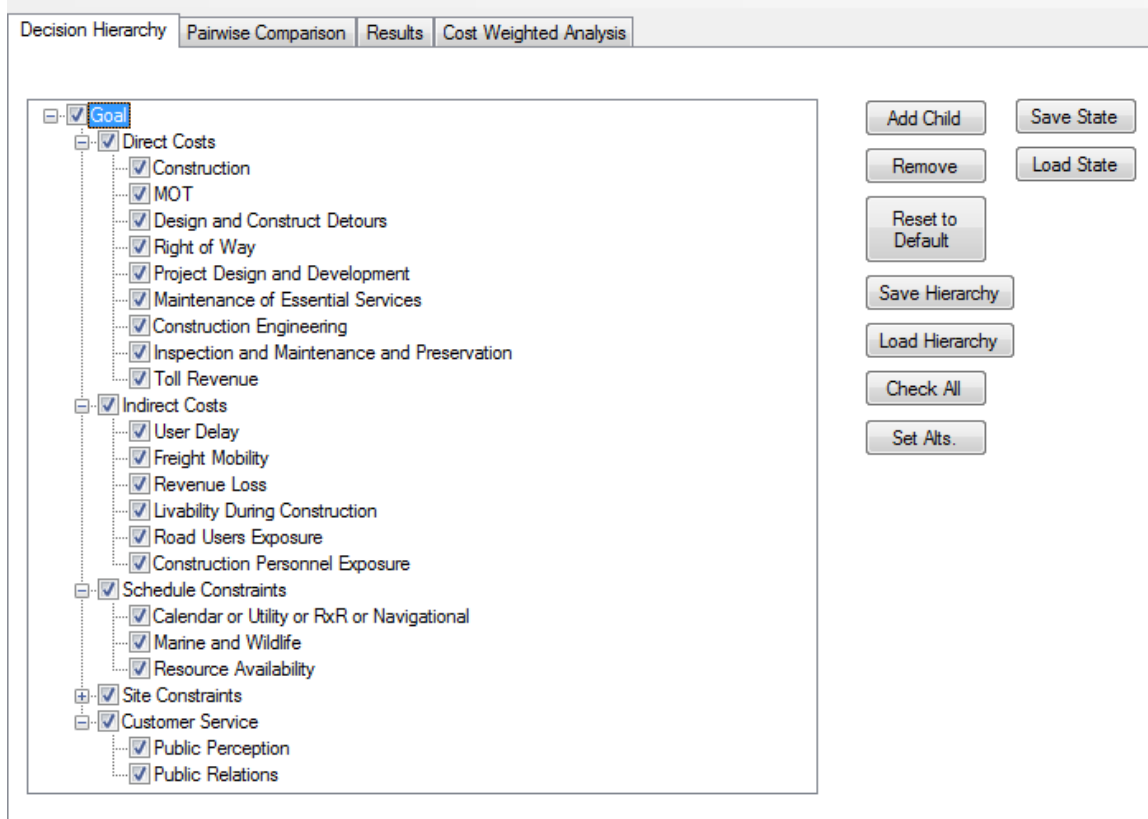 Decision Hierarchy Pairwise Comparison Results Cost Weighted Analysis
Goal
Direct Costs
Construction
MOT
Design and Construct Detours
Right of Way
Project Design and Development
Maintenance of Essential Services
Construction Engineering
Inspection and Maintenance and Preservation
Toll Revenue
Indirect Costs
User Delay
Freight Mobility
Revenue Loss
Livability During Construction
Road Users Exposure
Construction Personnel Exposure
Schedule Constraints
Calendar or Utility or RxR or Navigational
Marine and Wildlife
Resource Availability
Site Constraints
Customer Service
Public Perception
Public Relations
Add Child Save State
Remove Load State
Reset to
Default
Save Hierarchy
Load Hierarchy
Check All
Set Alts.